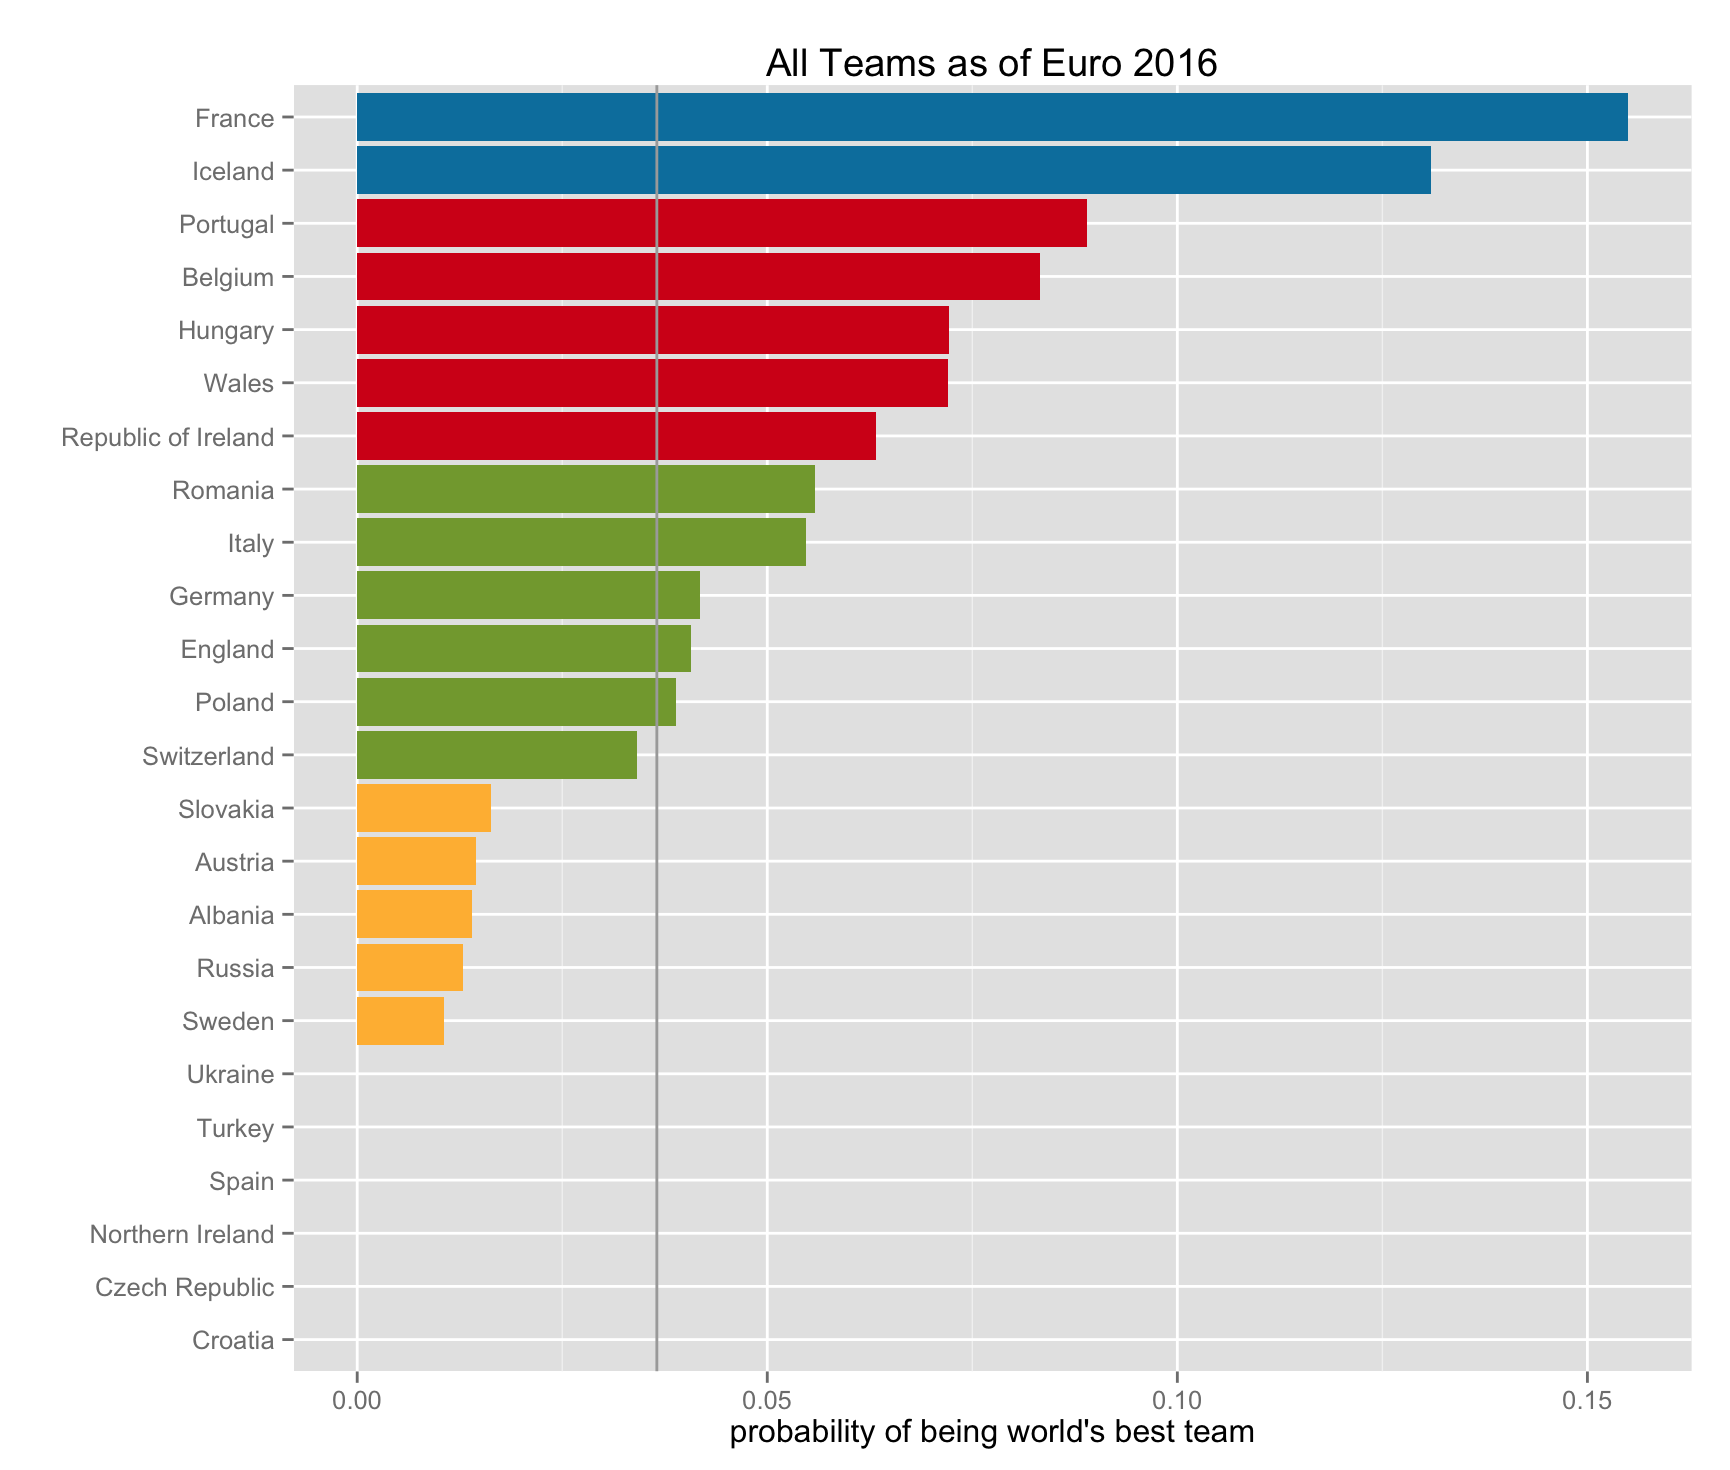 All Teams as of Euro 2016
France
Iceland
Portugal
Belgium
Hungary
Wales
Republic of Ireland
Romania
Italy
Germany
England
Poland
Switzerland
Slovakia
Austria
Albania
Russia
Sweden
Ukraine
Turkey
Spain
Northern Ireland
Czech Republic
Croatia
0.00 0.05 0.10 0.15
probability of being world's best team